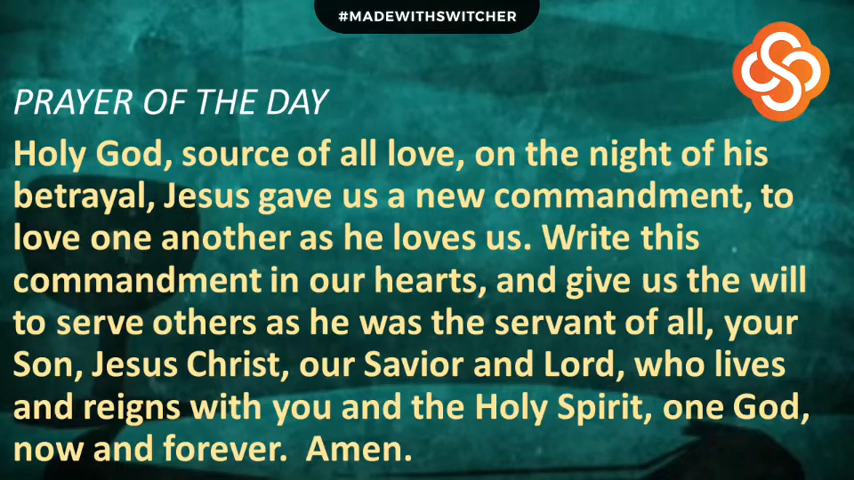 #MADEWITHSWITCHER
PRAYER OF THE DAY
Holy God, source of all love, on the night of his
betrayal, Jesus gave us a new commandment, to
love one another as he loves us. Write this
commandment in our hearts, and give us the will
to serve others as he was the servant of all, your
Son, Jesus Christ, our Savior and Lord, who lives
and reigns with you and the Holy Spirit, one God,
now and forever.  Amen.